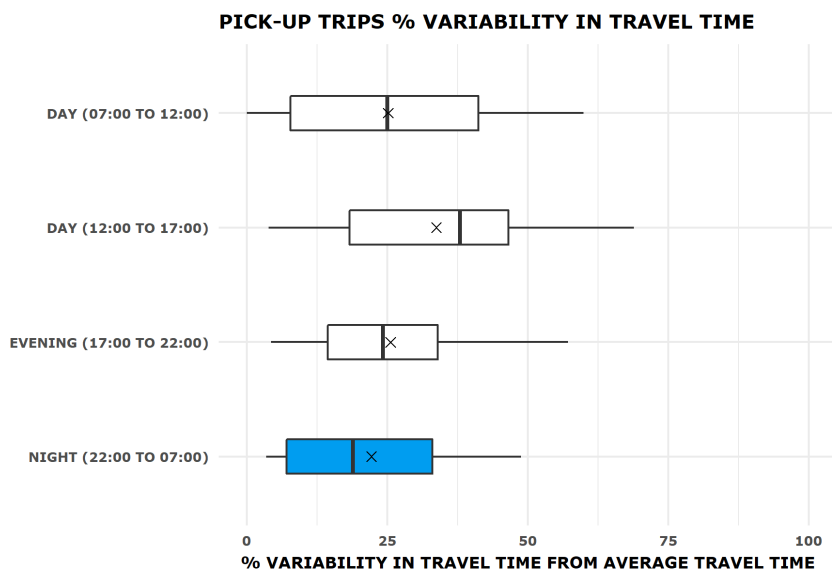 PICK-UP TRIPS % VARIABILITY IN TRAVEL TIME
DAY (07:00 TO 12:00)
DAY (12:00 TO 17:00)
EVENING (17:00 TO 22:00)
NIGHT (22:00 TO 07:00)
0 25 50 75 100
% VARIABILITY IN TRAVEL TIME FROM AVERAGE TRAVEL TIME